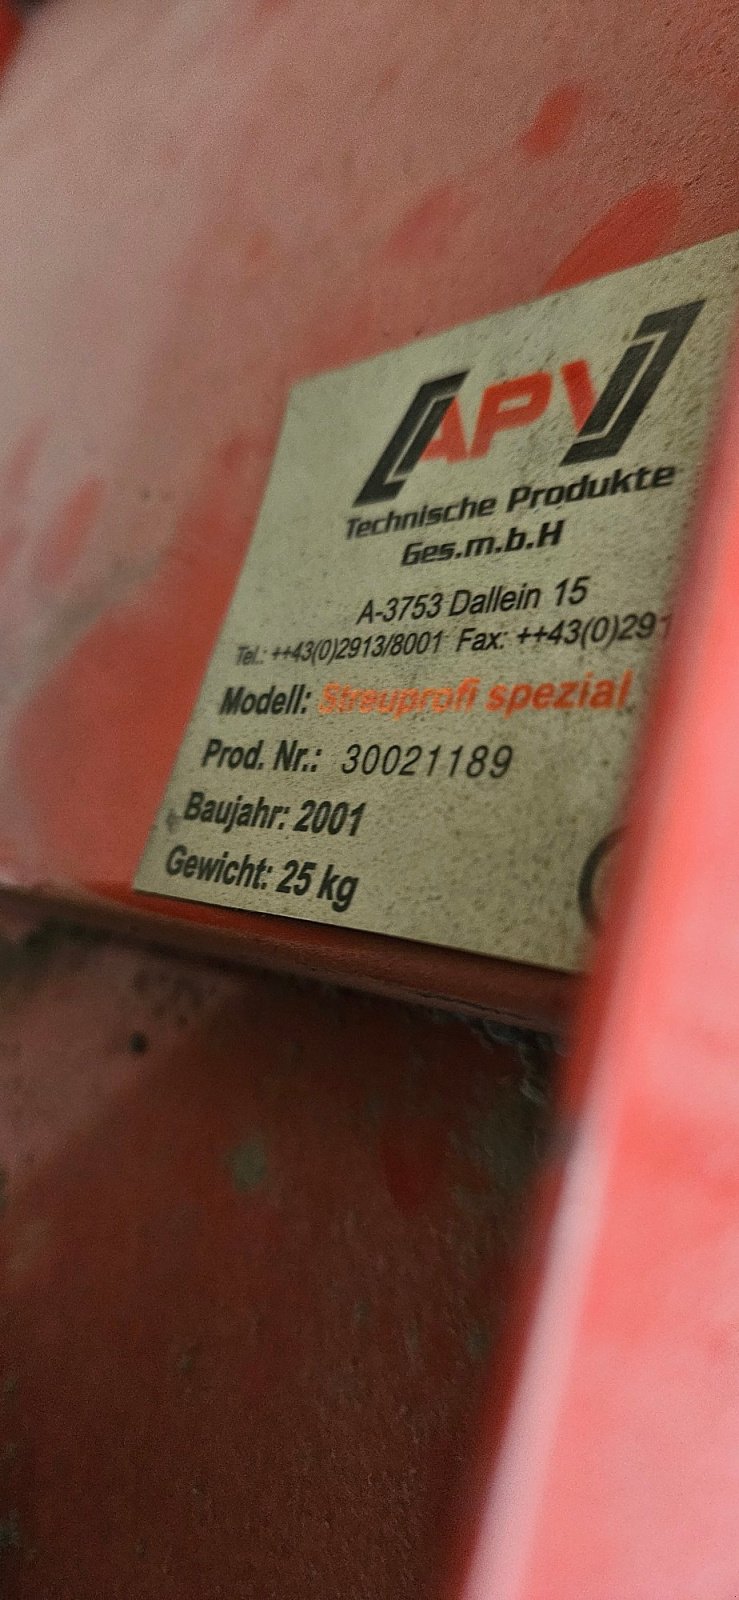 APV
Technische Produkte
Ges.m.b.H
A-3753 Dallein 15
Tel.: ++43(0)2913/8001 Fax: ++43(0)291
Modell: Streuprofi spezial
Prod. Nr.: 30021189
Baujahr: 2001
Gewicht: 25 kg